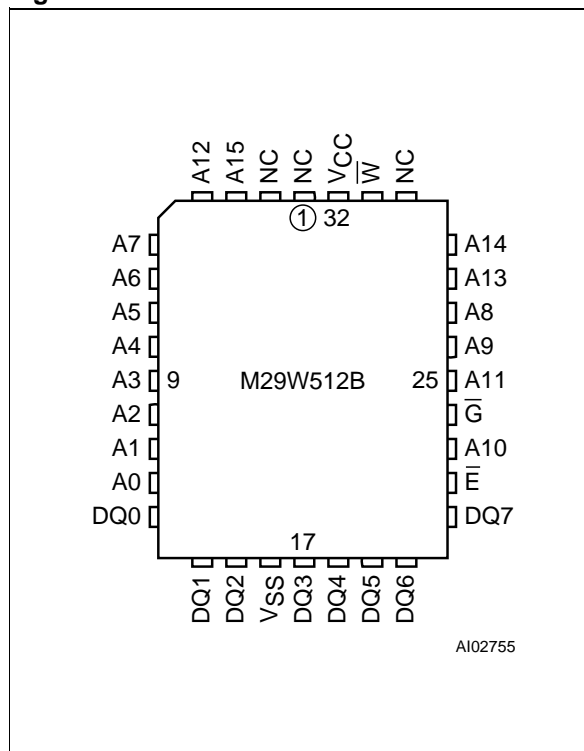 A12 A15 NC NC VCC W̅ NC
① 32
A7 A14
A6 A13
A5 A8
A4 A9
A3 9 M29W512B 25 A11
A2 G̅
A1 A10
A0 E̅
DQ0 DQ7
17
DQ1 DQ2 VSS DQ3 DQ4 DQ5 DQ6
AI02755